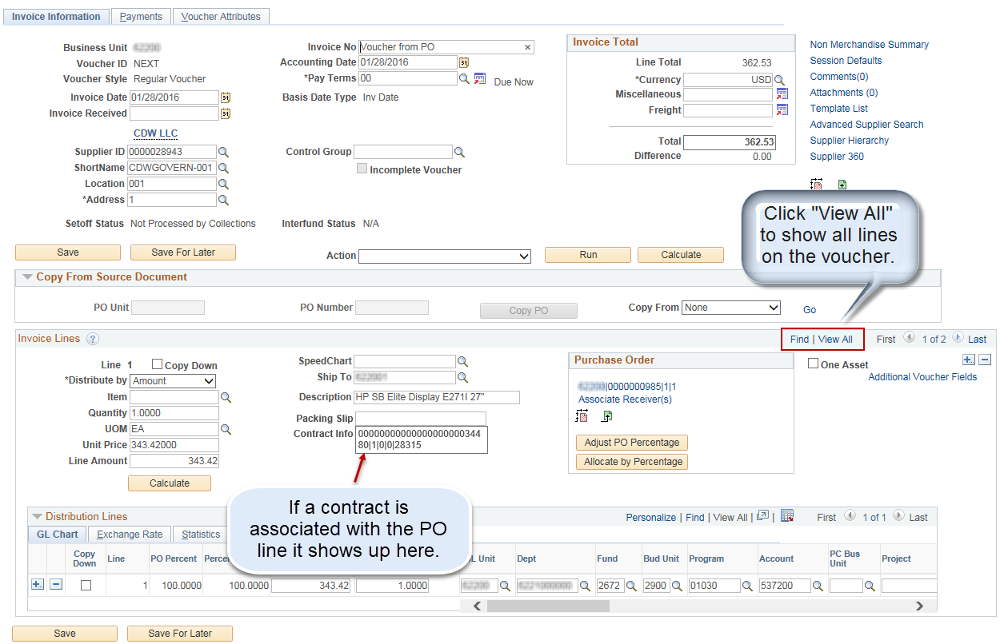 Invoice Information Payments Voucher Attributes
Business Unit
Voucher ID NEXT
Voucher Style Regular Voucher
Invoice Date 01/28/2016
Invoice Received
CDW LLC
Supplier ID 0000028943
ShortName CDWGOVERN-001
Location 001
*Address 1
Setoff Status Not Processed by Collections
Invoice No Voucher from PO
Accounting Date 01/28/2016
*Pay Terms 00 Due Now
Basis Date Type Inv Date
Control Group
Incomplete Voucher
Interfund Status N/A
Invoice Total
Line Total 362.53
*Currency USD
Miscellaneous
Freight
Total 362.53
Difference 0.00
Non Merchandise Summary
Session Defaults
Comments(0)
Attachments (0)
Template List
Advanced Supplier Search
Supplier Hierarchy
Supplier 360
Click "View All"
to show all lines
on the voucher.
Save Save For Later Action Run Calculate
Copy From Source Document
PO Unit PO Number Copy PO Copy From None Go
Invoice Lines ? Find | View All First 1 of 2 Last
Line 1 Copy Down
*Distribute by Amount
Item
Quantity 1.0000
UOM EA
Unit Price 343.42000
Line Amount 343.42
Calculate
SpeedChart
Ship To
Description HP SB Elite Display E271I 27"
Packing Slip
Contract Info 000000000000000000000344
80|1|0|0|28315
Purchase Order
|0000000985|1|1
Associate Receiver(s)
Adjust PO Percentage
Allocate by Percentage
One Asset
Additional Voucher Fields
If a contract is
associated with the PO
line it shows up here.
Distribution Lines Personalize | Find | View All | | First 1 of 1 Last
GL Chart Exchange Rate Statistics
Copy Down Line PO Percent Dept Fund Bud Unit Program Account PC Bus Unit Project
1 100.0000 100.0000 343.42 1.0000 2672 2900 01030 537200
Save Save For Later